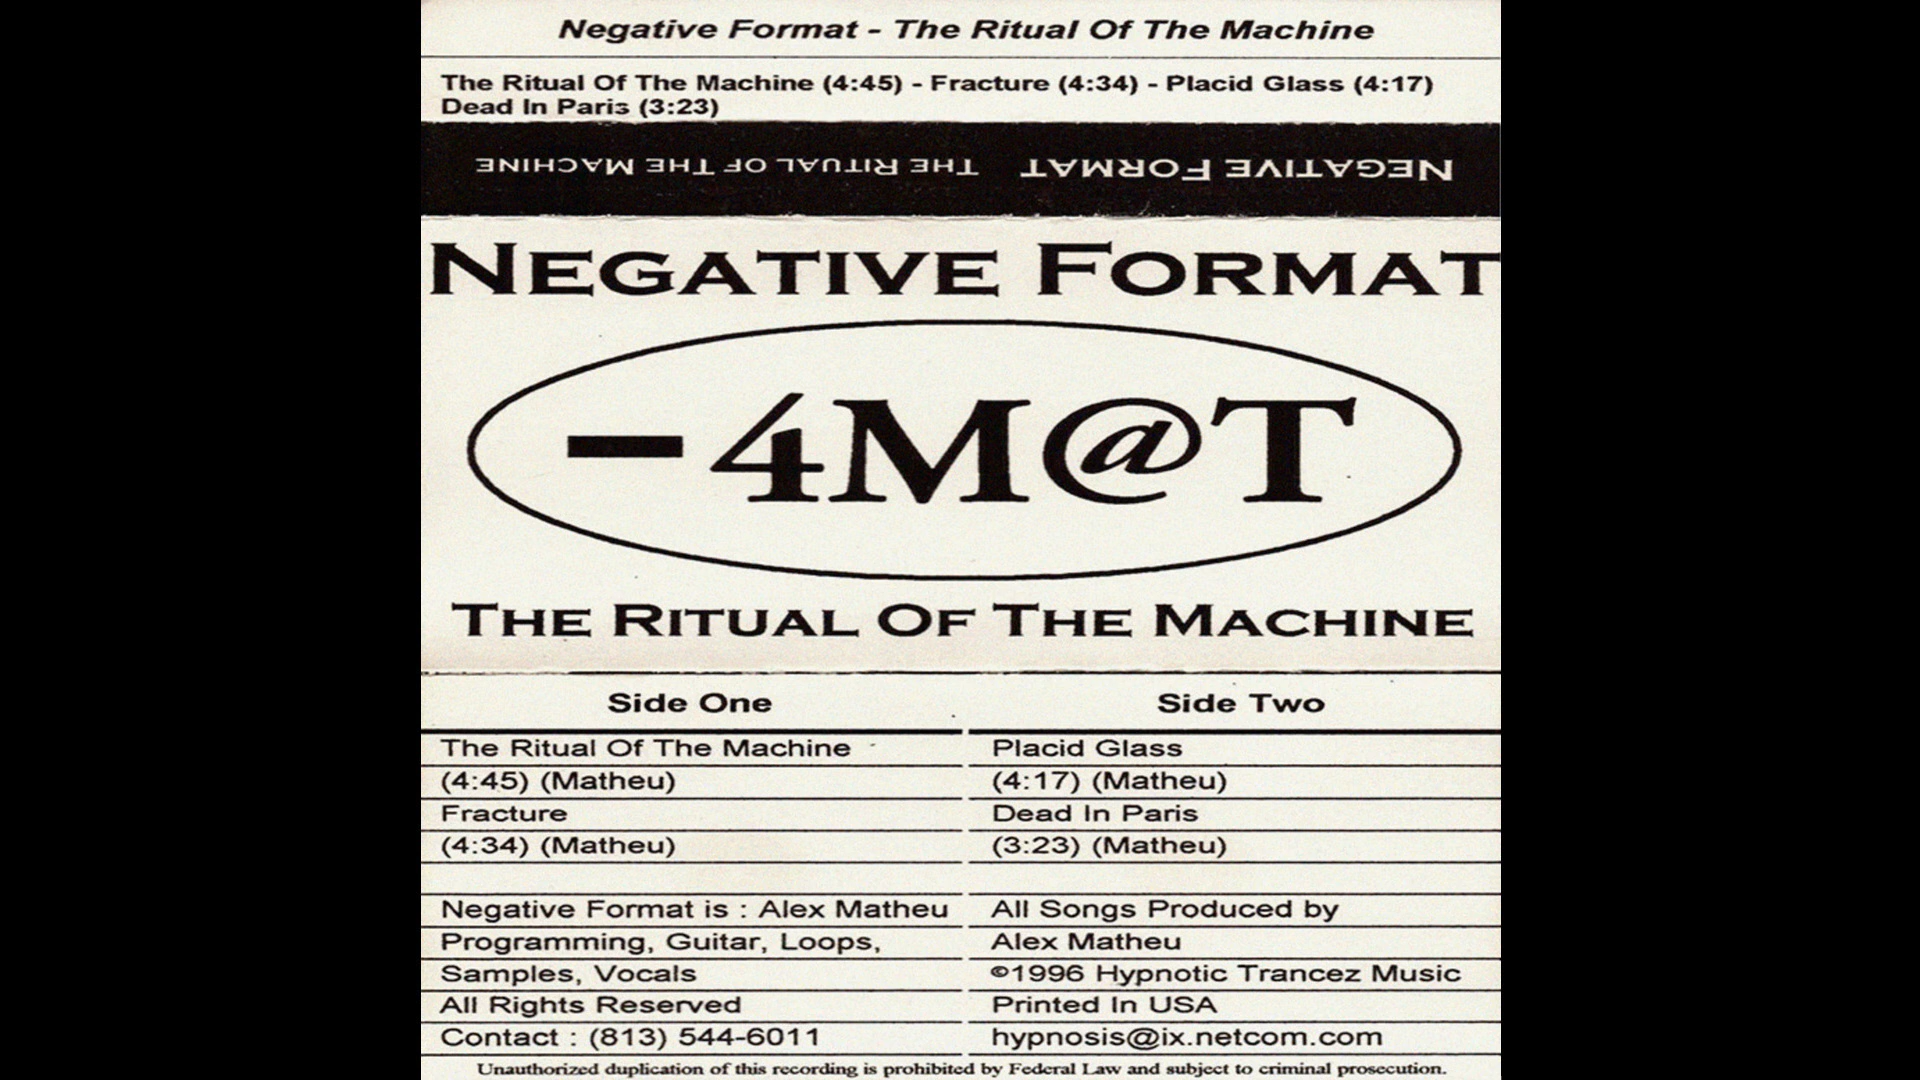 Negative Format - The Ritual Of The Machine
The Ritual Of The Machine (4:45) - Fracture (4:34) - Placid Glass (4:17)
Dead In Paris (3:23)
NEGATIVE FORMAT THE RITUAL OF THE MACHINE
NEGATIVE FORMAT
-4M@T
THE RITUAL OF THE MACHINE
Side One
The Ritual Of The Machine
(4:45) (Matheu)
Fracture
(4:34) (Matheu)
Negative Format is : Alex Matheu
Programming, Guitar, Loops,
Samples, Vocals
All Rights Reserved
Contact : (813) 544-6011
Side Two
Placid Glass
(4:17) (Matheu)
Dead In Paris
(3:23) (Matheu)
All Songs Produced by
Alex Matheu
©1996 Hypnotic Trancez Music
Printed In USA
hypnosis@ix.netcom.com
Unauthorized duplication of this recording is prohibited by Federal Law and subject to criminal prosecution.